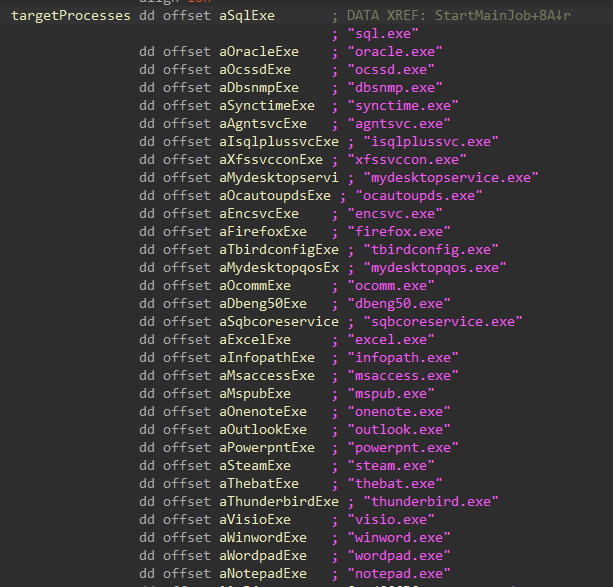 targetProcesses dd offset aSqlExe ; DATA XREF: StartMainJob+8A↓r
; "sql.exe"
dd offset aOracleExe ; "oracle.exe"
dd offset aOcssdExe ; "ocssd.exe"
dd offset aDbsnmpExe ; "dbsnmp.exe"
dd offset aSynctimeExe ; "synctime.exe"
dd offset aAgntsvcExe ; "agntsvc.exe"
dd offset aIsqlplussvcExe ; "isqlplussvc.exe"
dd offset aXfssvcconExe ; "xfssvccon.exe"
dd offset aMydesktopservi ; "mydesktopservice.exe"
dd offset aOcautoupdsExe ; "ocautoupds.exe"
dd offset aEncsvcExe ; "encsvc.exe"
dd offset aFirefoxExe ; "firefox.exe"
dd offset aTbirdconfigExe ; "tbirdconfig.exe"
dd offset aMydesktopqosEx ; "mydesktopqos.exe"
dd offset aOcommExe ; "ocomm.exe"
dd offset aDbeng50Exe ; "dbeng50.exe"
dd offset aSqbcoreservice ; "sqbcoreservice.exe"
dd offset aExcelExe ; "excel.exe"
dd offset aInfopathExe ; "infopath.exe"
dd offset aMsaccessExe ; "msaccess.exe"
dd offset aMspubExe ; "mspub.exe"
dd offset aOnenoteExe ; "onenote.exe"
dd offset aOutlookExe ; "outlook.exe"
dd offset aPowerpntExe ; "powerpnt.exe"
dd offset aSteamExe ; "steam.exe"
dd offset aThebatExe ; "thebat.exe"
dd offset aThunderbirdExe ; "thunderbird.exe"
dd offset aVisioExe ; "visio.exe"
dd offset aWinwordExe ; "winword.exe"
dd offset aWordpadExe ; "wordpad.exe"
dd offset aNotepadExe ; "notepad.exe"